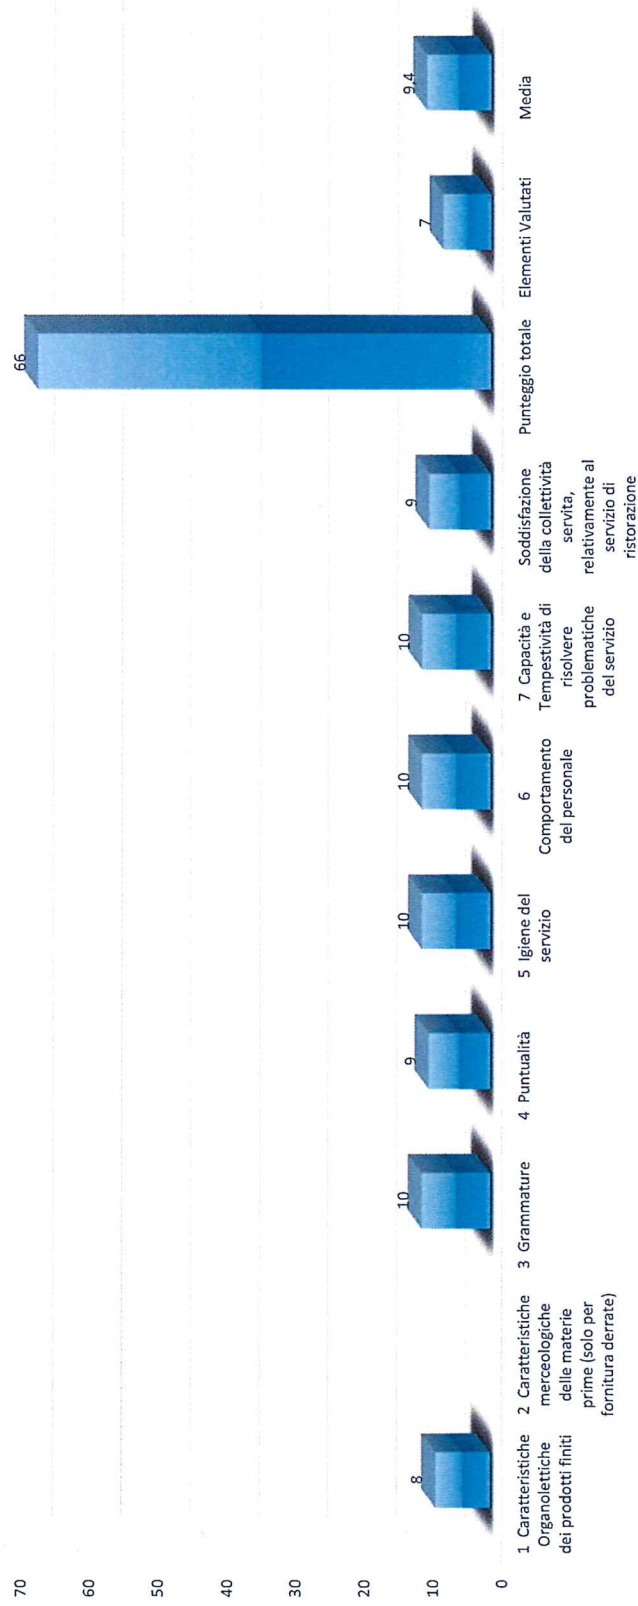 70
60
50
40
30
20
10
0
8
10
9
10
10
10
9
66
7
9,4
1 Caratteristiche
Organolettiche
dei prodotti finiti
2 Caratteristiche
merceologiche
delle materie
prime (solo per
fornitura derrate)
3 Grammature
4 Puntualità
5 Igiene del
servizio
6
Comportamento
del personale
7 Capacità e
Tempestività di
risolvere
problematiche
del servizio
Soddisfazione
della collettività
servita,
relativamente al
servizio di
ristorazione
Punteggio totale
Elementi Valutati
Media